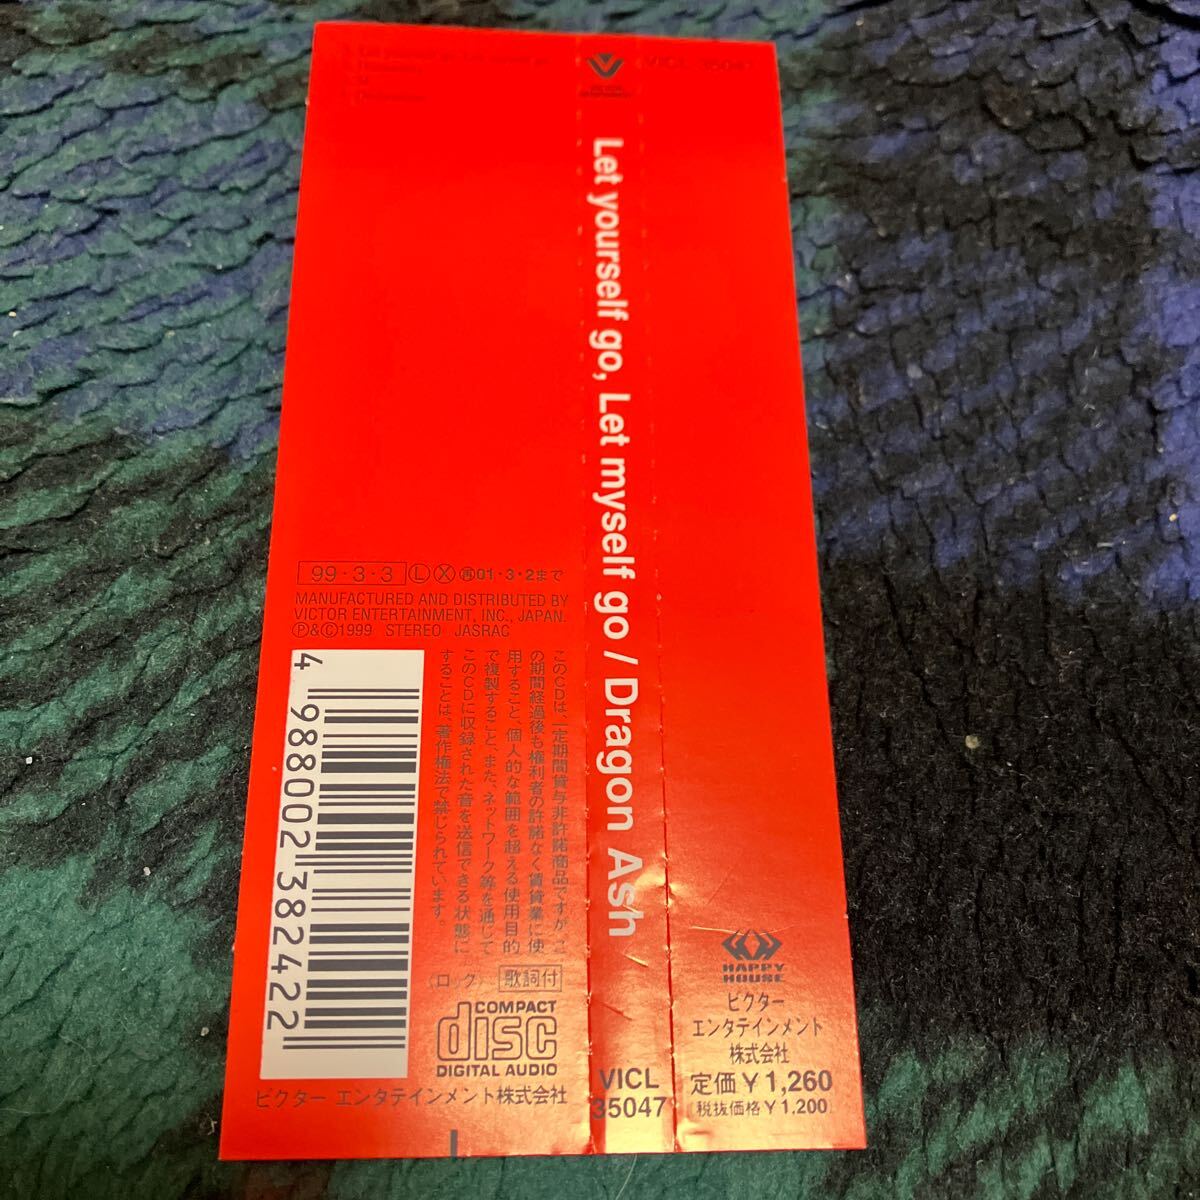 VICL 35047
Let yourself go, Let myself go / Dragon Ash
VICL
35047
99・3・3 Ⓛ Ⓧ ㊢01・3・2まで
MANUFACTURED AND DISTRIBUTED BY
VICTOR ENTERTAINMENT, INC., JAPAN.
Ⓟ&Ⓒ1999 STEREO JASRAC
このCDは、一定期間貸与非許諾商品ですが、こ
の期間経過後も権利者の許諾なく賃貸業に使
用すること、個人的な範囲を超える使用目的
で複製すること、また、ネットワーク等を通じて
このCDに収録された音を送信できる状態に
することは、著作権法で禁じられています。
4 988002 382422
〈ロック〉 歌詞付
COMPACT
disc
DIGITAL AUDIO
ビクター エンタテインメント株式会社
HAPPY
HOUSE
ビクター
エンタテインメント
株式会社
定価¥1,260
(税抜価格¥1,200)